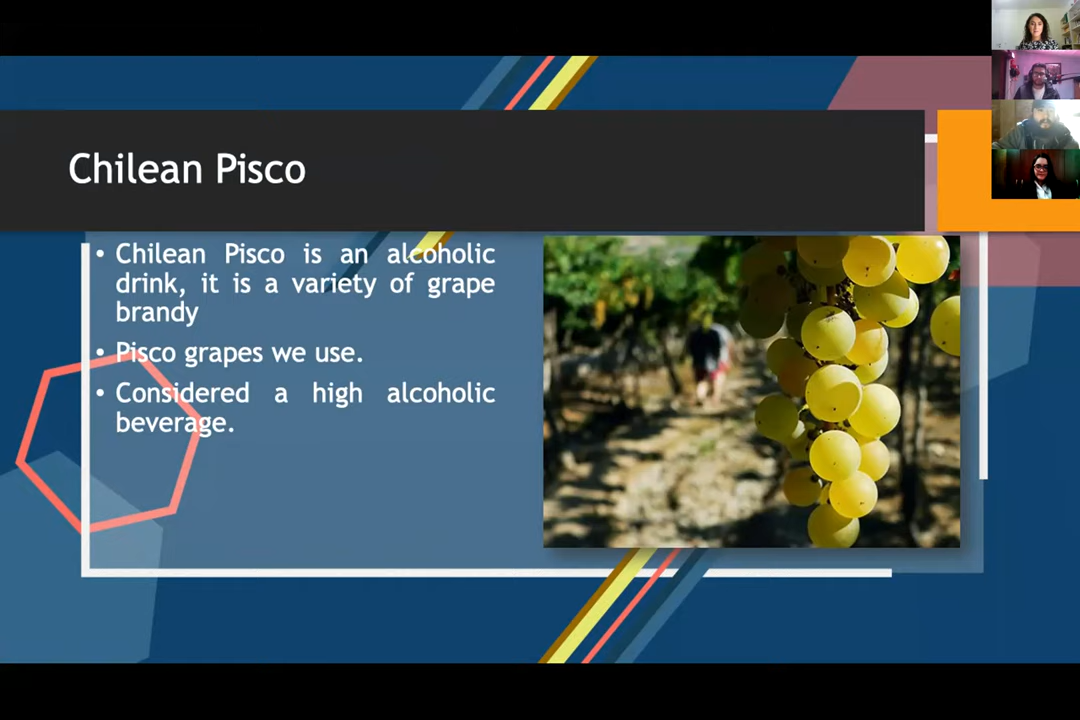 Chilean Pisco
• Chilean Pisco is an alcoholic
drink, it is a variety of grape
brandy
• Pisco grapes we use.
• Considered a high alcoholic
beverage.